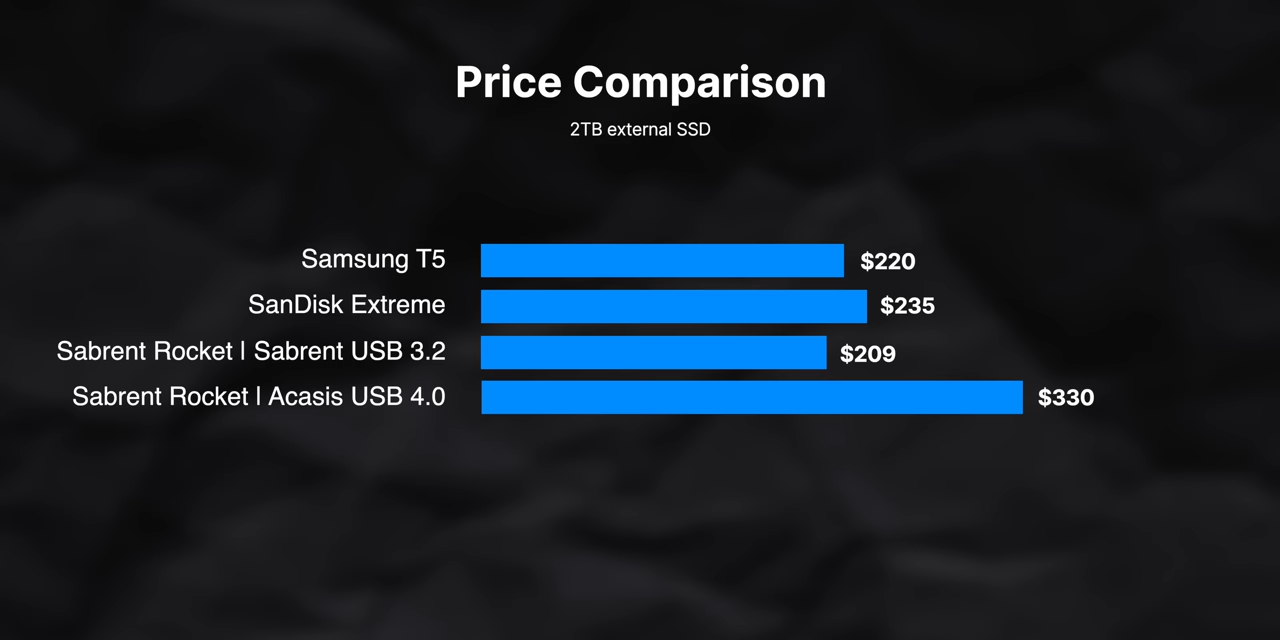 Price Comparison
2TB external SSD
Samsung T5 $220
SanDisk Extreme $235
Sabrent Rocket | Sabrent USB 3.2 $209
Sabrent Rocket | Acasis USB 4.0 $330